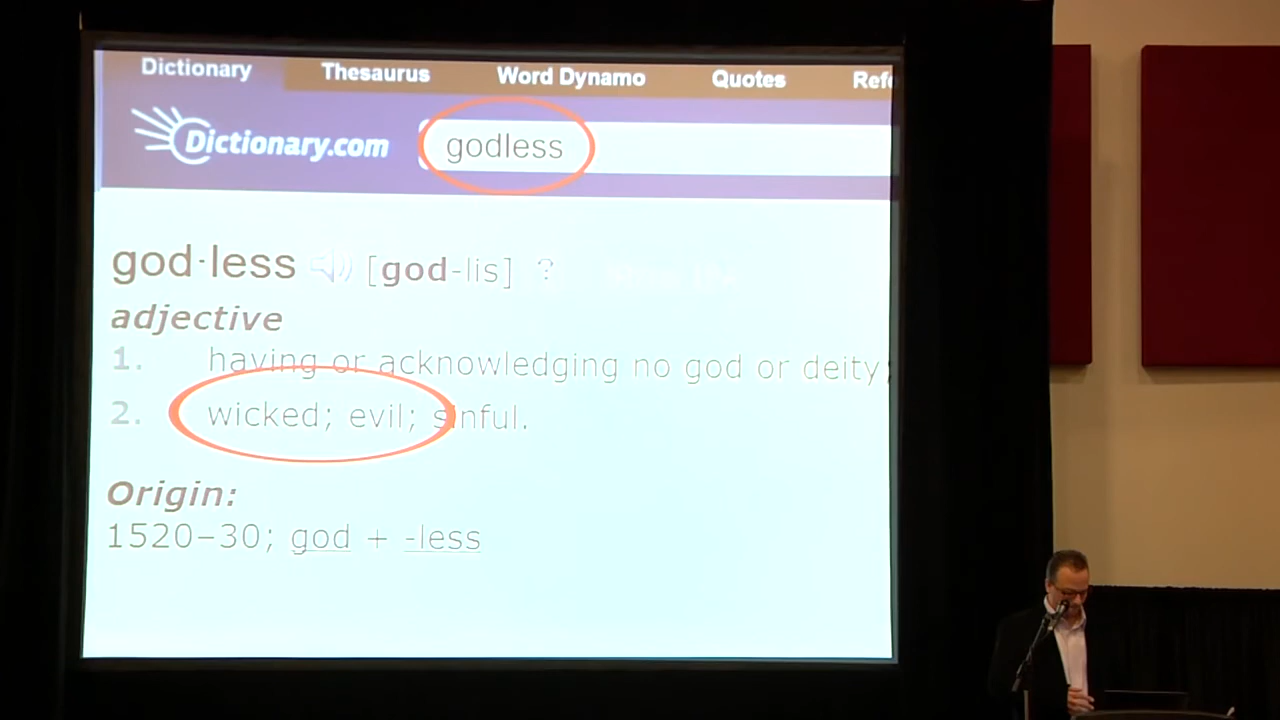 Dictionary Thesaurus Word Dynamo Quotes Refe
Dictionary.com godless
god·less [god-lis] ?
adjective
1. having or acknowledging no god or deity;
2. wicked; evil; sinful.
Origin:
1520–30; god + -less